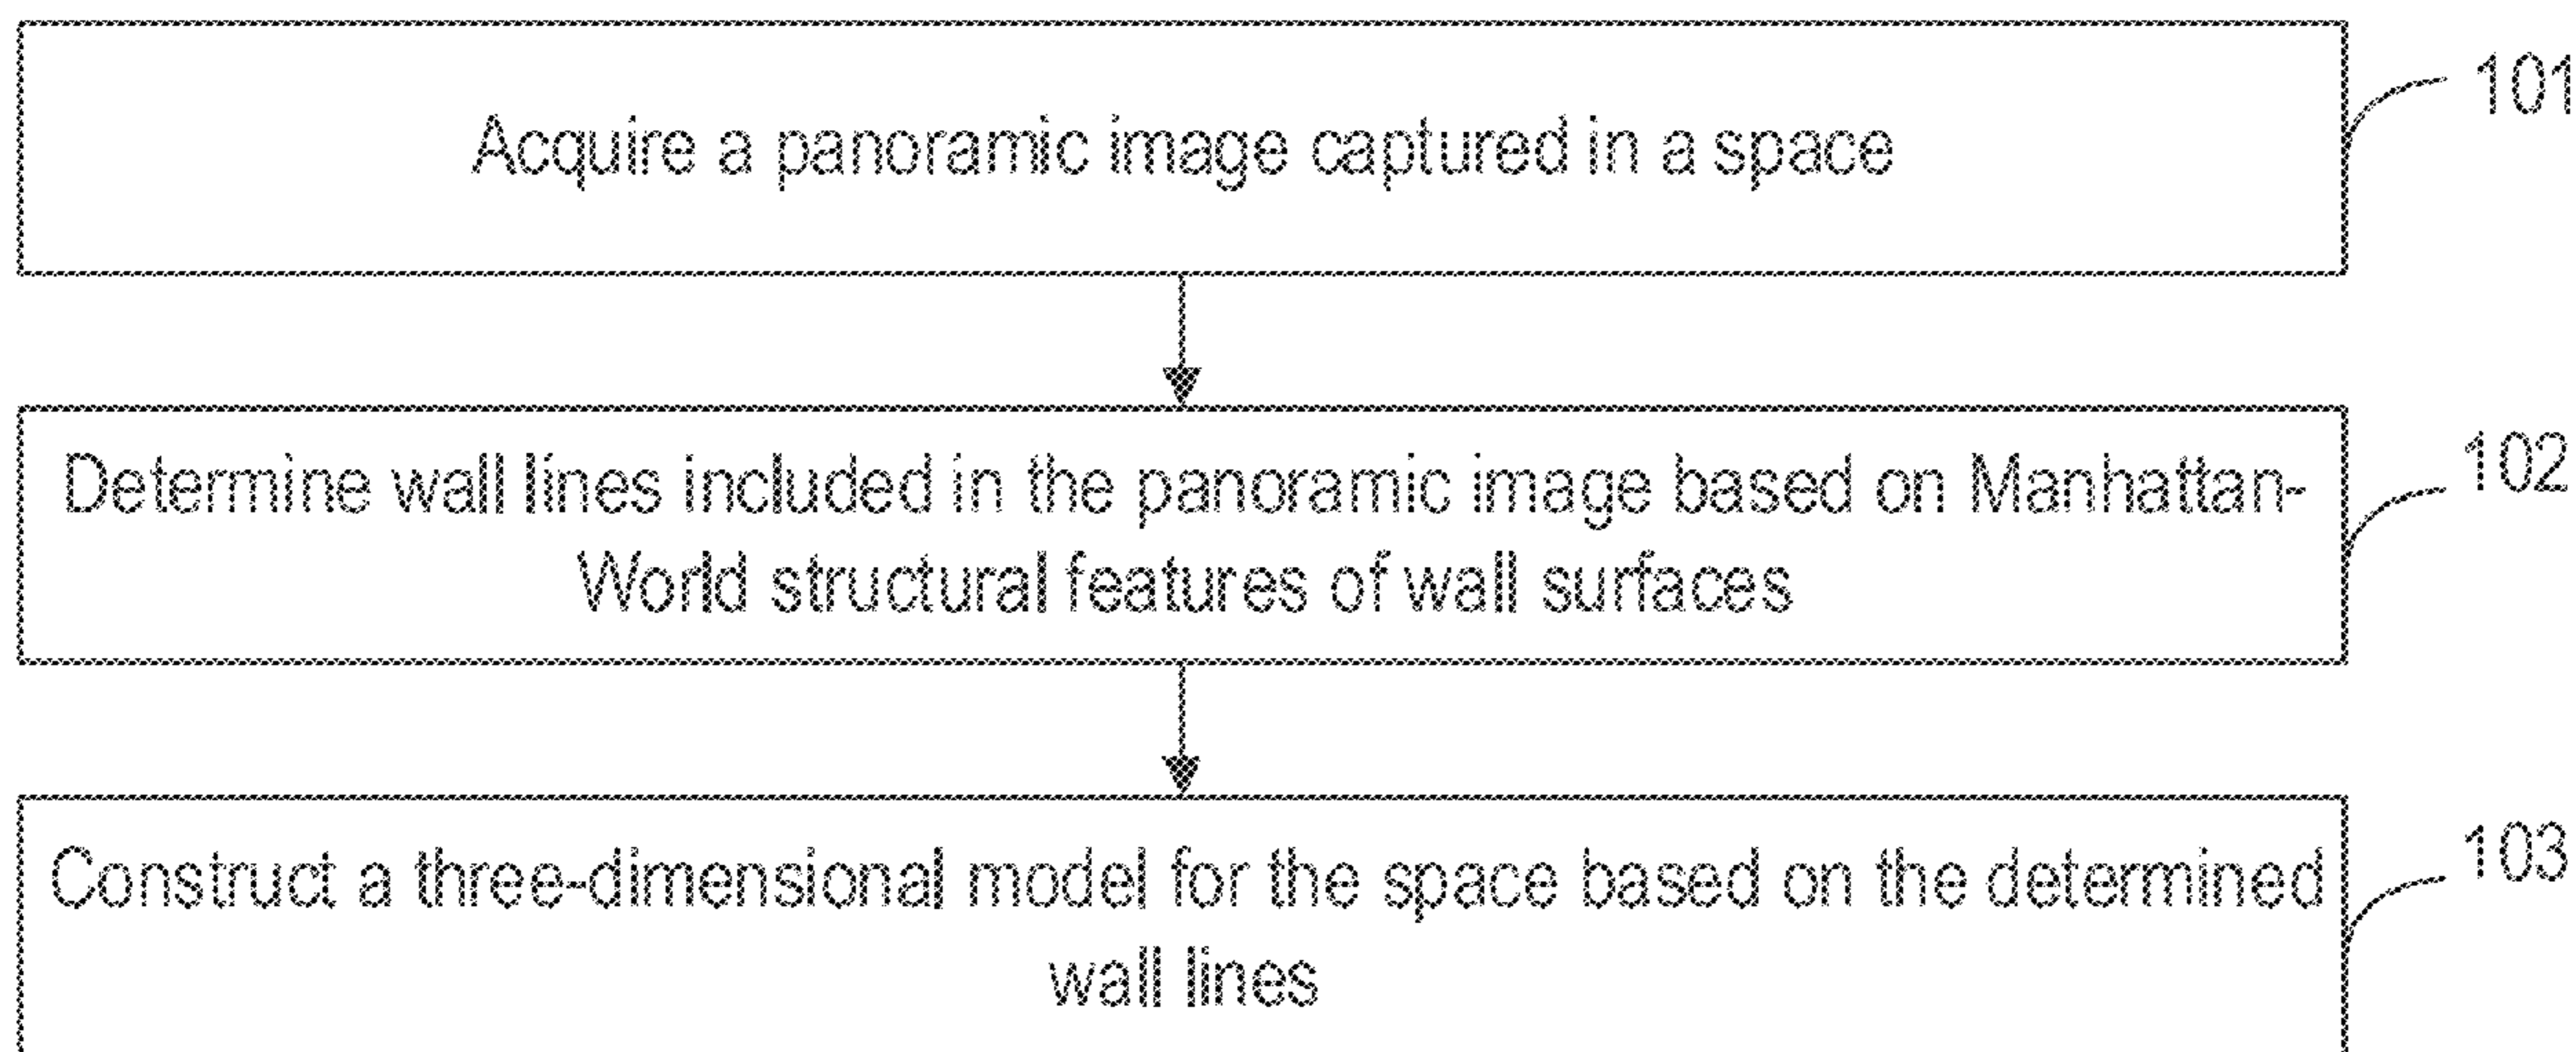 Acquire a panoramic image captured in a space
101
Determine wall lines included in the panoramic image based on Manhattan-
World structural features of wall surfaces
102
Construct a three-dimensional model for the space based on the determined
wall lines
103